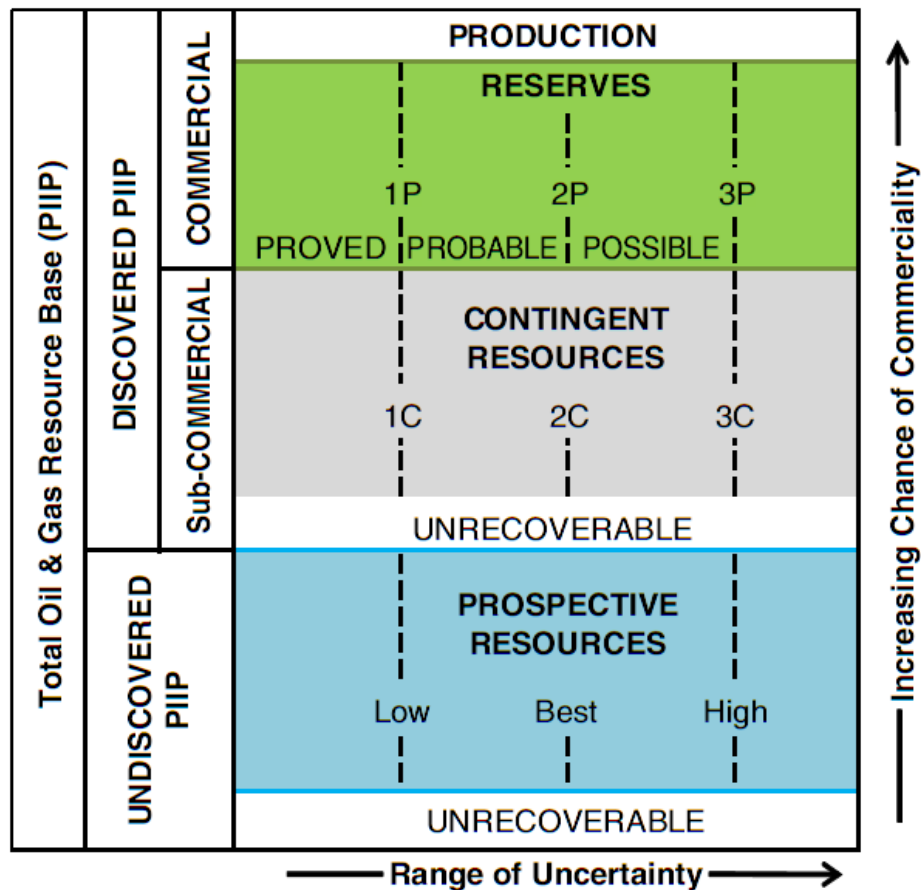 Total Oil & Gas Resource Base (PIIP)
DISCOVERED PIIP
UNDISCOVERED
PIIP
COMMERCIAL
Sub-COMMERCIAL
PRODUCTION
RESERVES
1P 2P 3P
PROVED PROBABLE POSSIBLE
CONTINGENT
RESOURCES
1C 2C 3C
UNRECOVERABLE
PROSPECTIVE
RESOURCES
Low Best High
UNRECOVERABLE
Range of Uncertainty
Increasing Chance of Commerciality